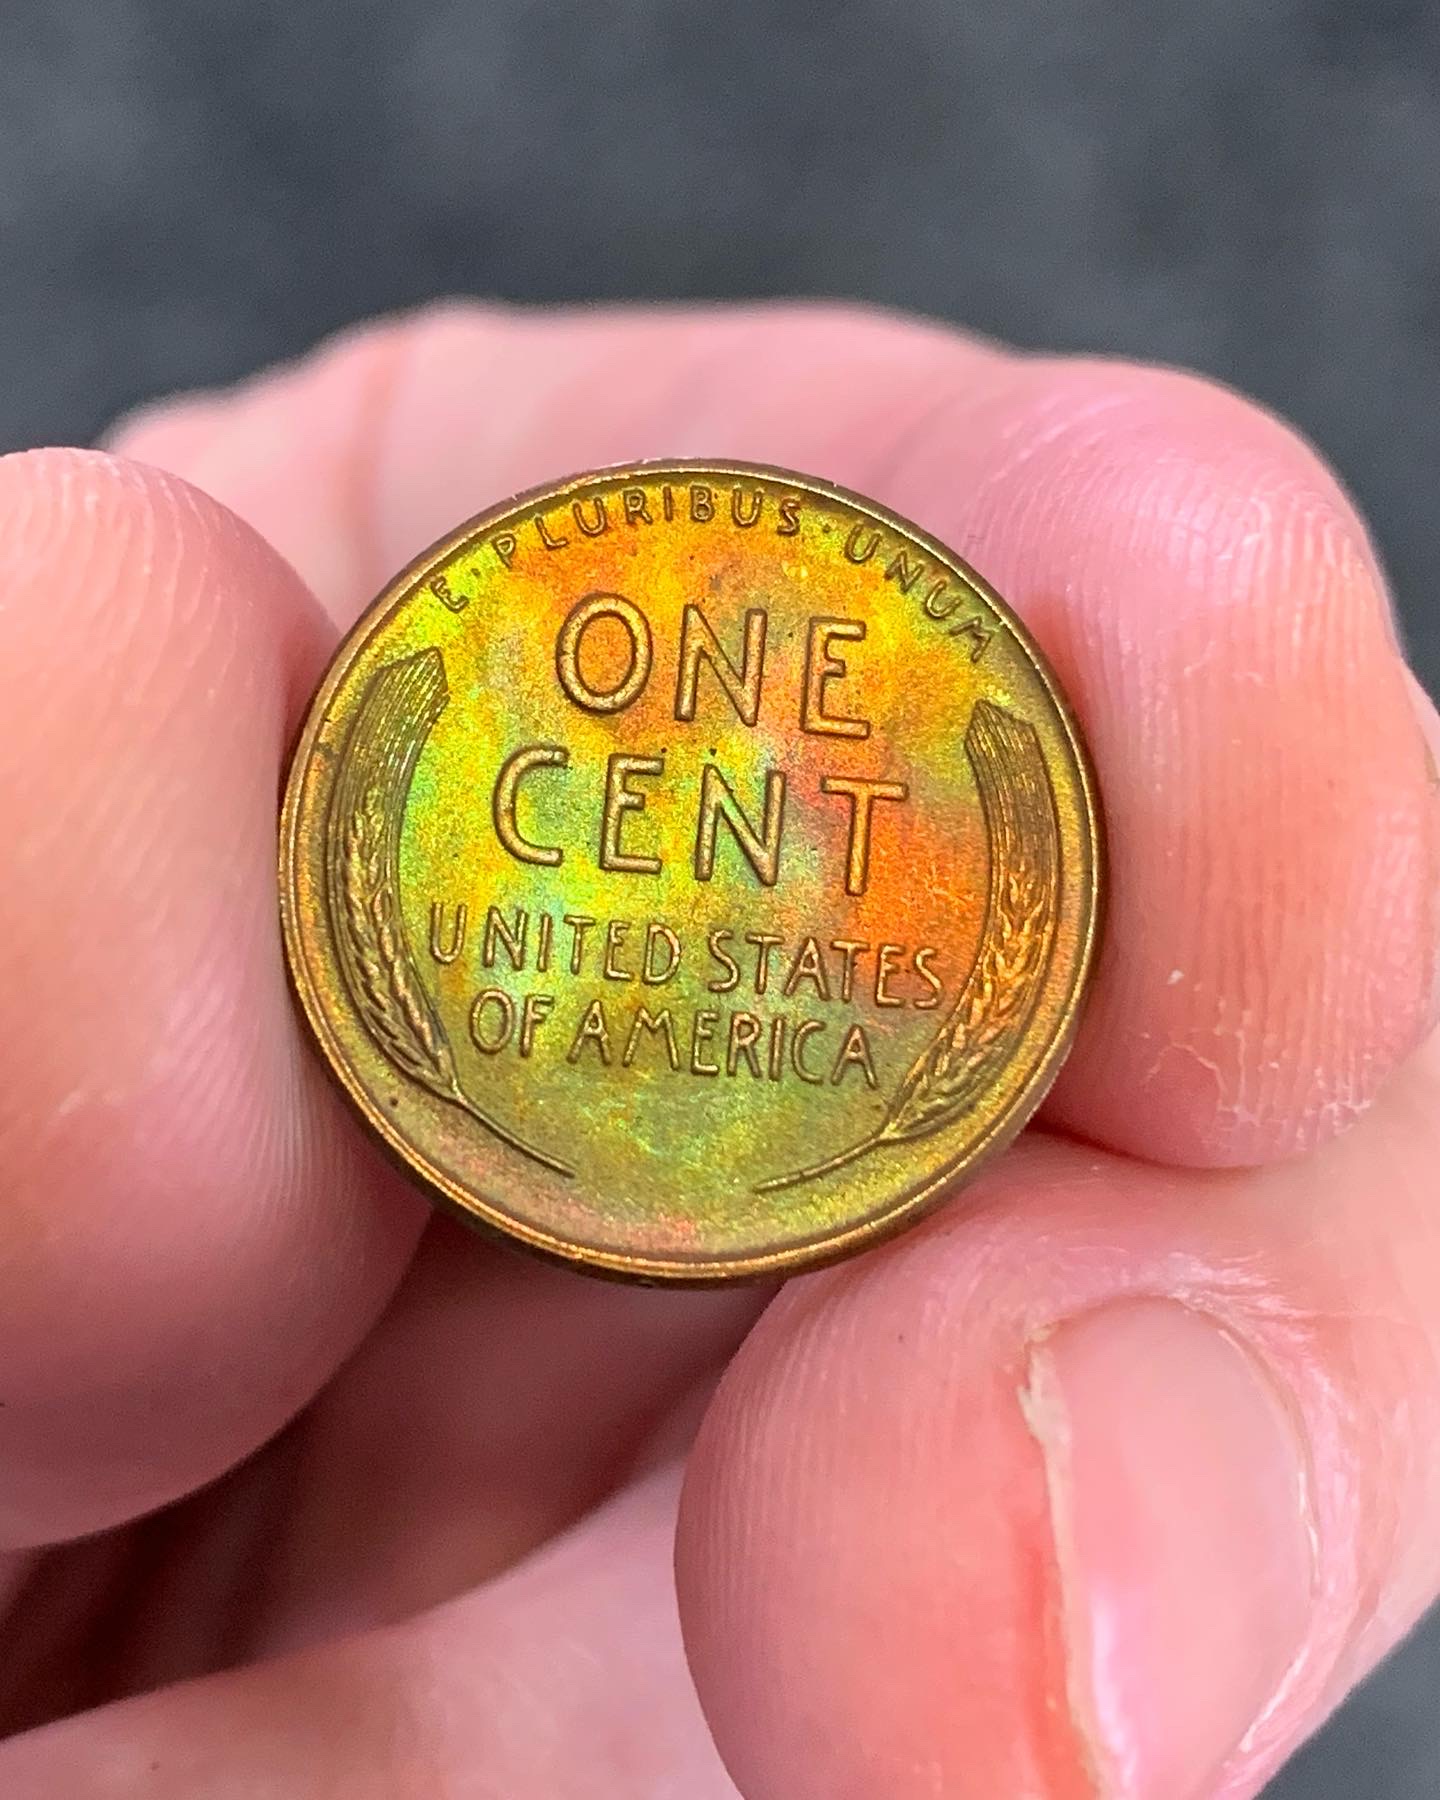 E · PLURIBUS · UNUM
ONE
CENT
UNITED STATES
OF AMERICA